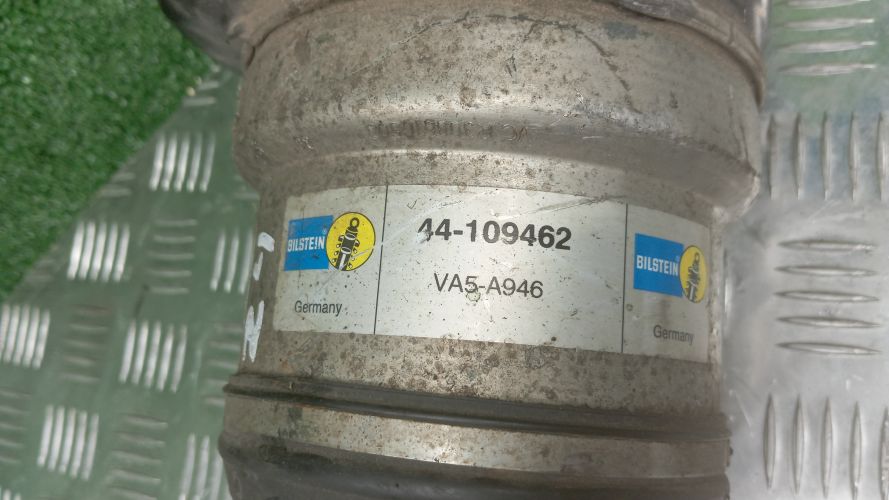 BILSTEIN
Germany
44-109462
VA5-A946
BILSTEIN
Germany